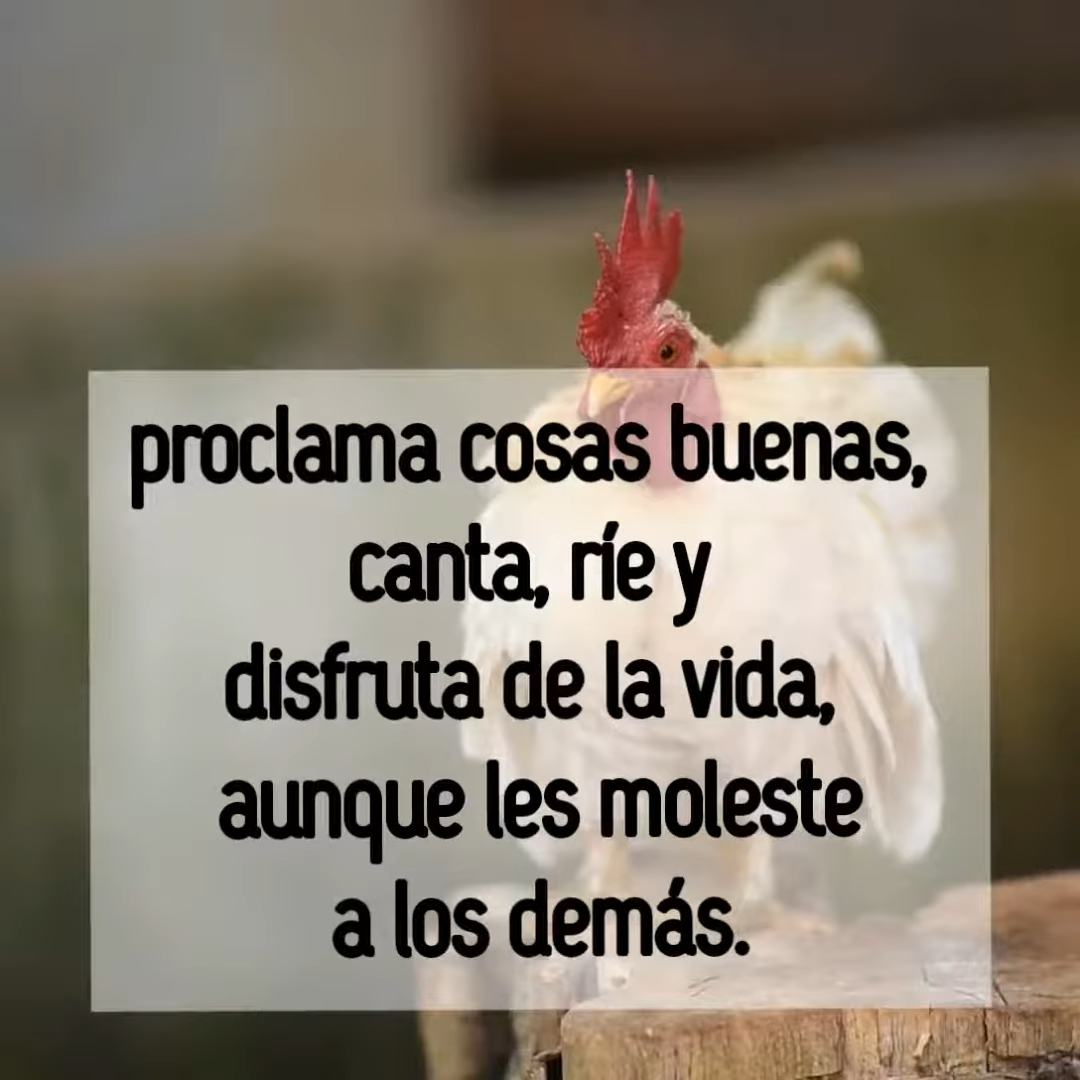 proclama cosas buenas,
canta, ríe y
disfruta de la vida,
aunque les moleste
a los demás.